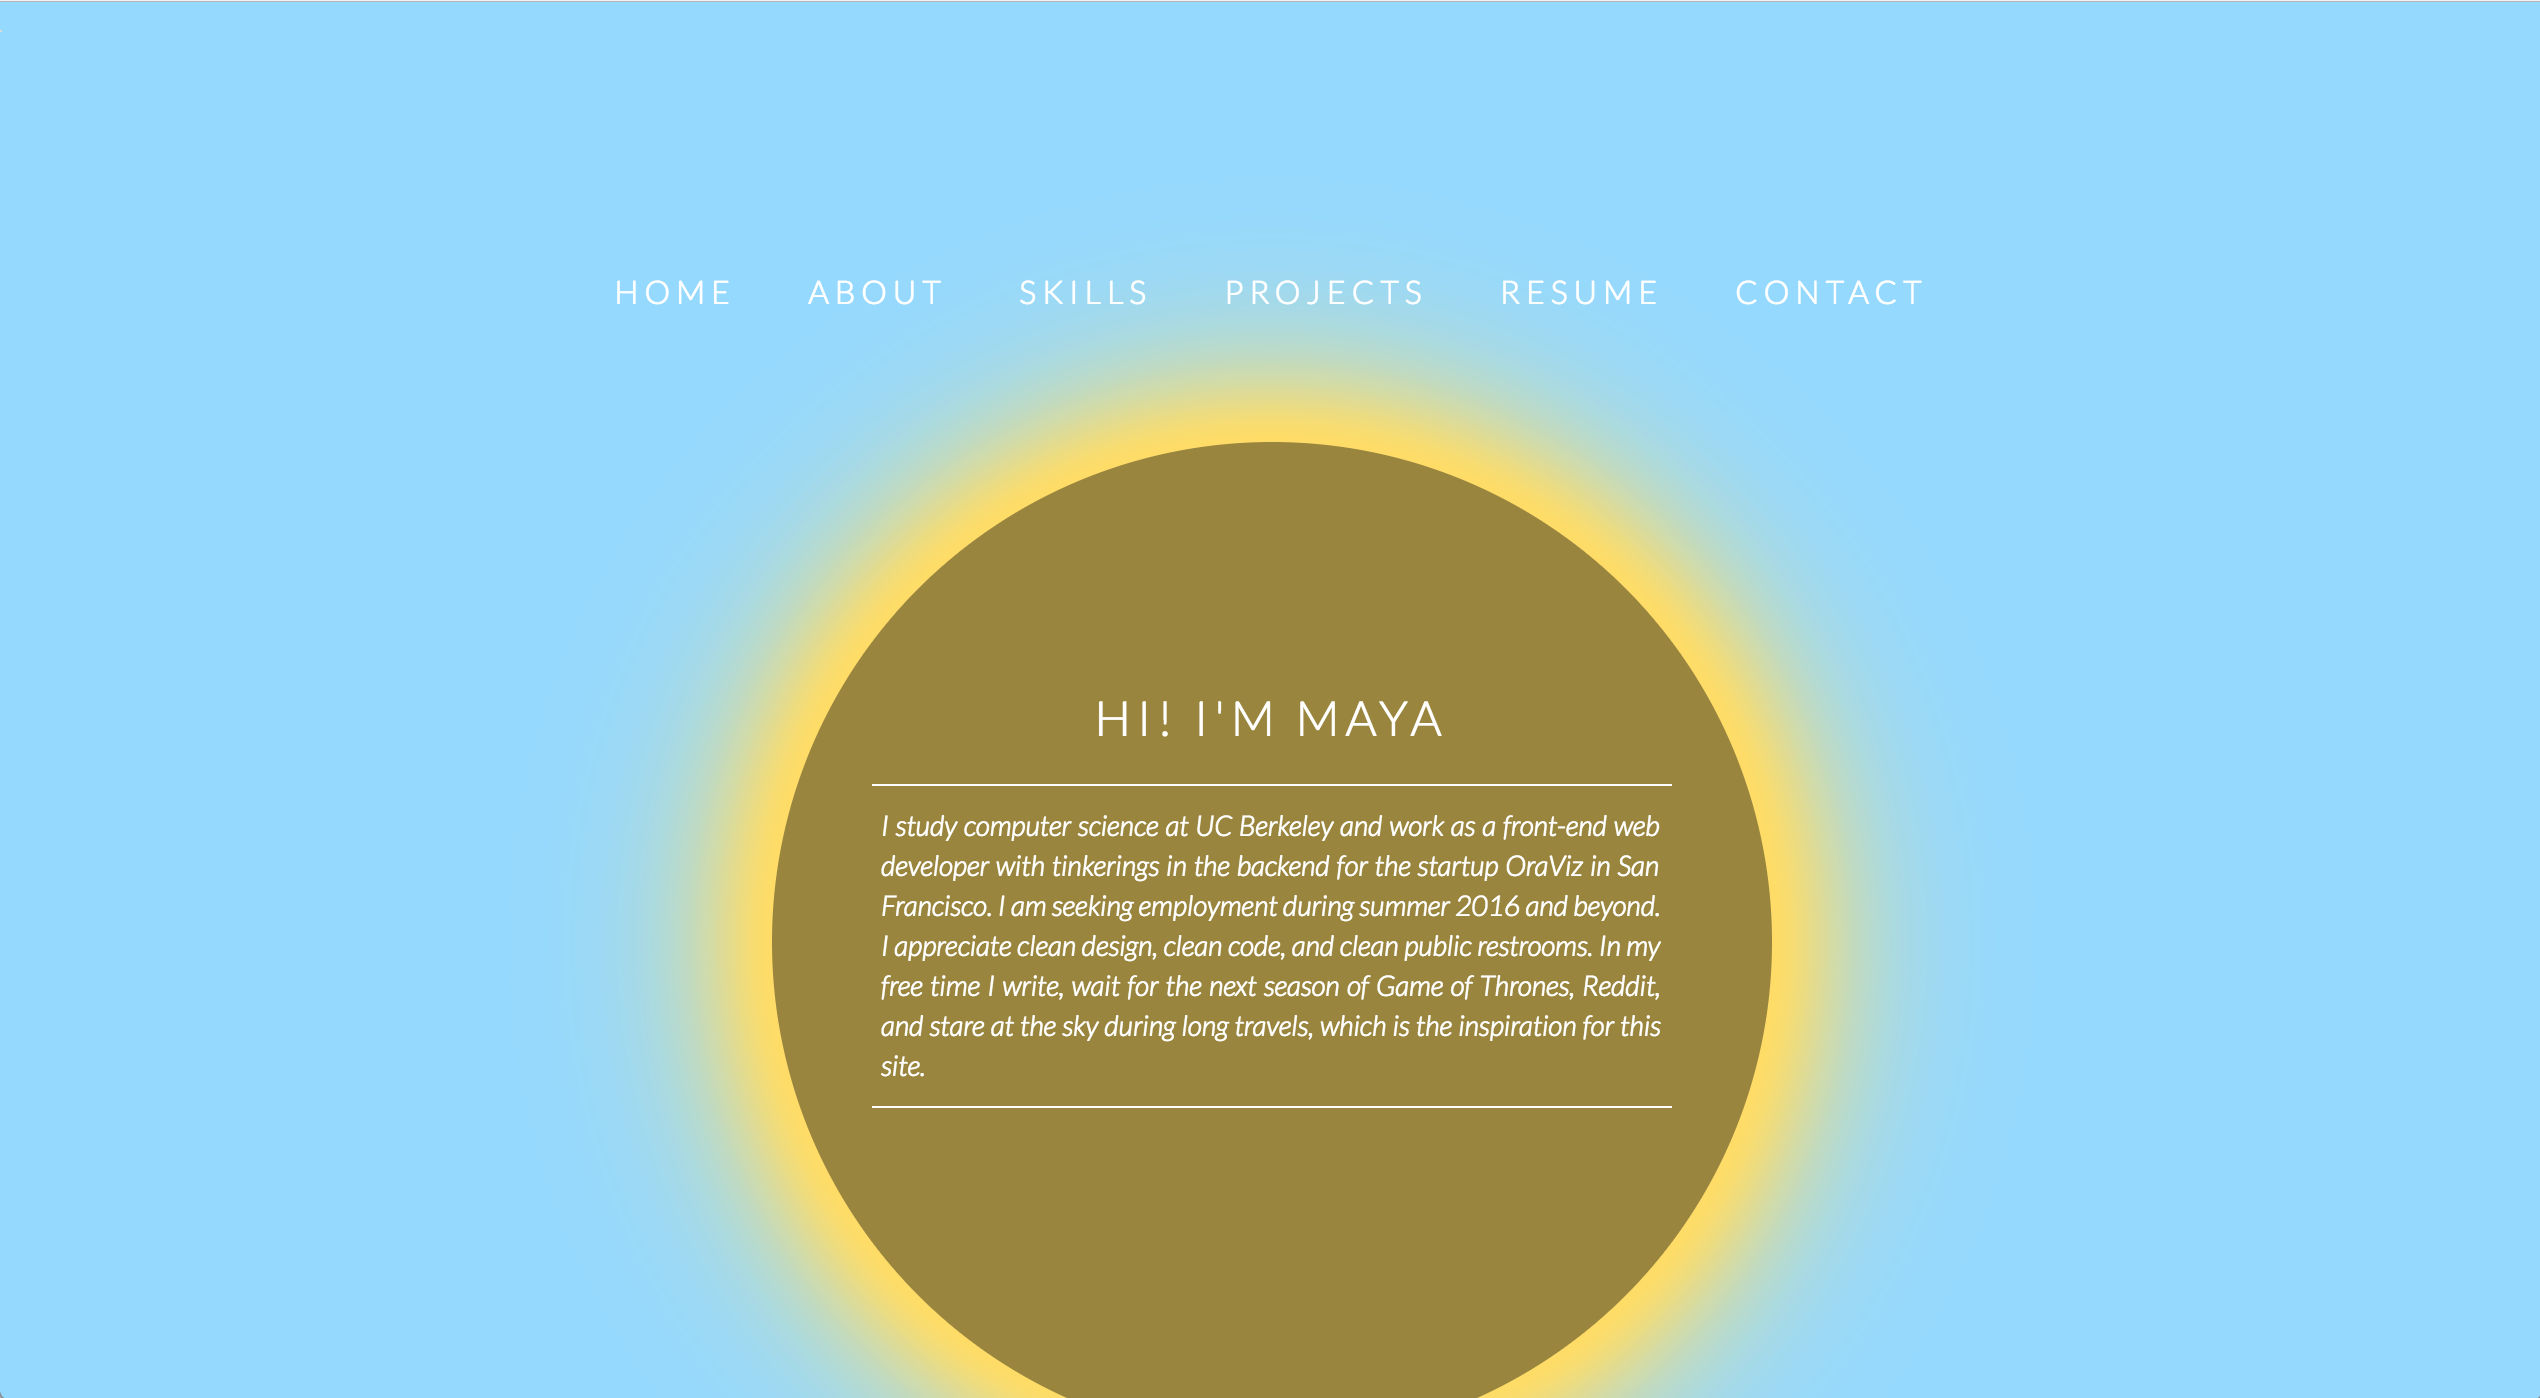 HOME ABOUT SKILLS PROJECTS RESUME CONTACT
HI! I'M MAYA
I study computer science at UC Berkeley and work as a front-end web
developer with tinkerings in the backend for the startup OraViz in San
Francisco. I am seeking employment during summer 2016 and beyond.
I appreciate clean design, clean code, and clean public restrooms. In my
free time I write, wait for the next season of Game of Thrones, Reddit,
and stare at the sky during long travels, which is the inspiration for this
site.